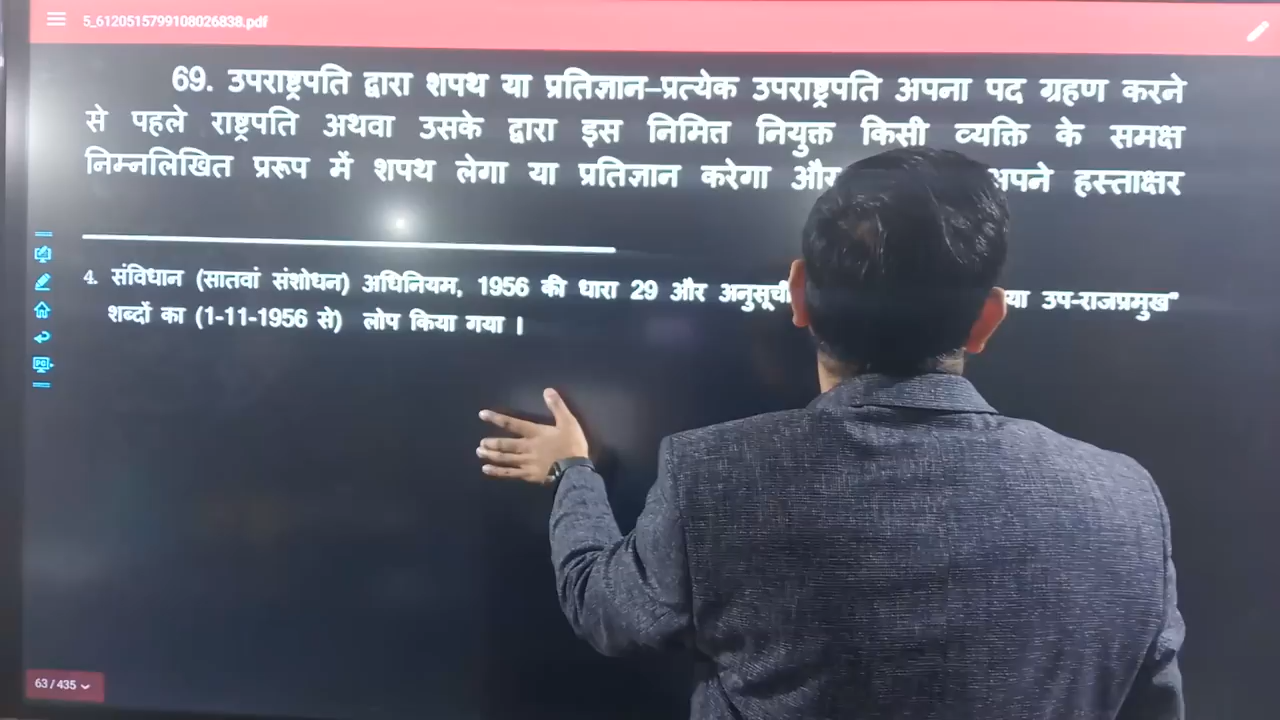 5_6120515799108026838.pdf
69. उपराष्ट्रपति द्वारा शपथ या प्रतिज्ञान–प्रत्येक उपराष्ट्रपति अपना पद ग्रहण करने
से पहले राष्ट्रपति अथवा उसके द्वारा इस निमित्त नियुक्त किसी व्यक्ति के समक्ष
निम्नलिखित प्ररूप में शपथ लेगा या प्रतिज्ञान करेगा और अपने हस्ताक्षर
4. संविधान (सातवां संशोधन) अधिनियम, 1956 की धारा 29 और अनुसूची या उप-राजप्रमुख"
शब्दों का (1-11-1956 से) लोप किया गया ।
63 / 435